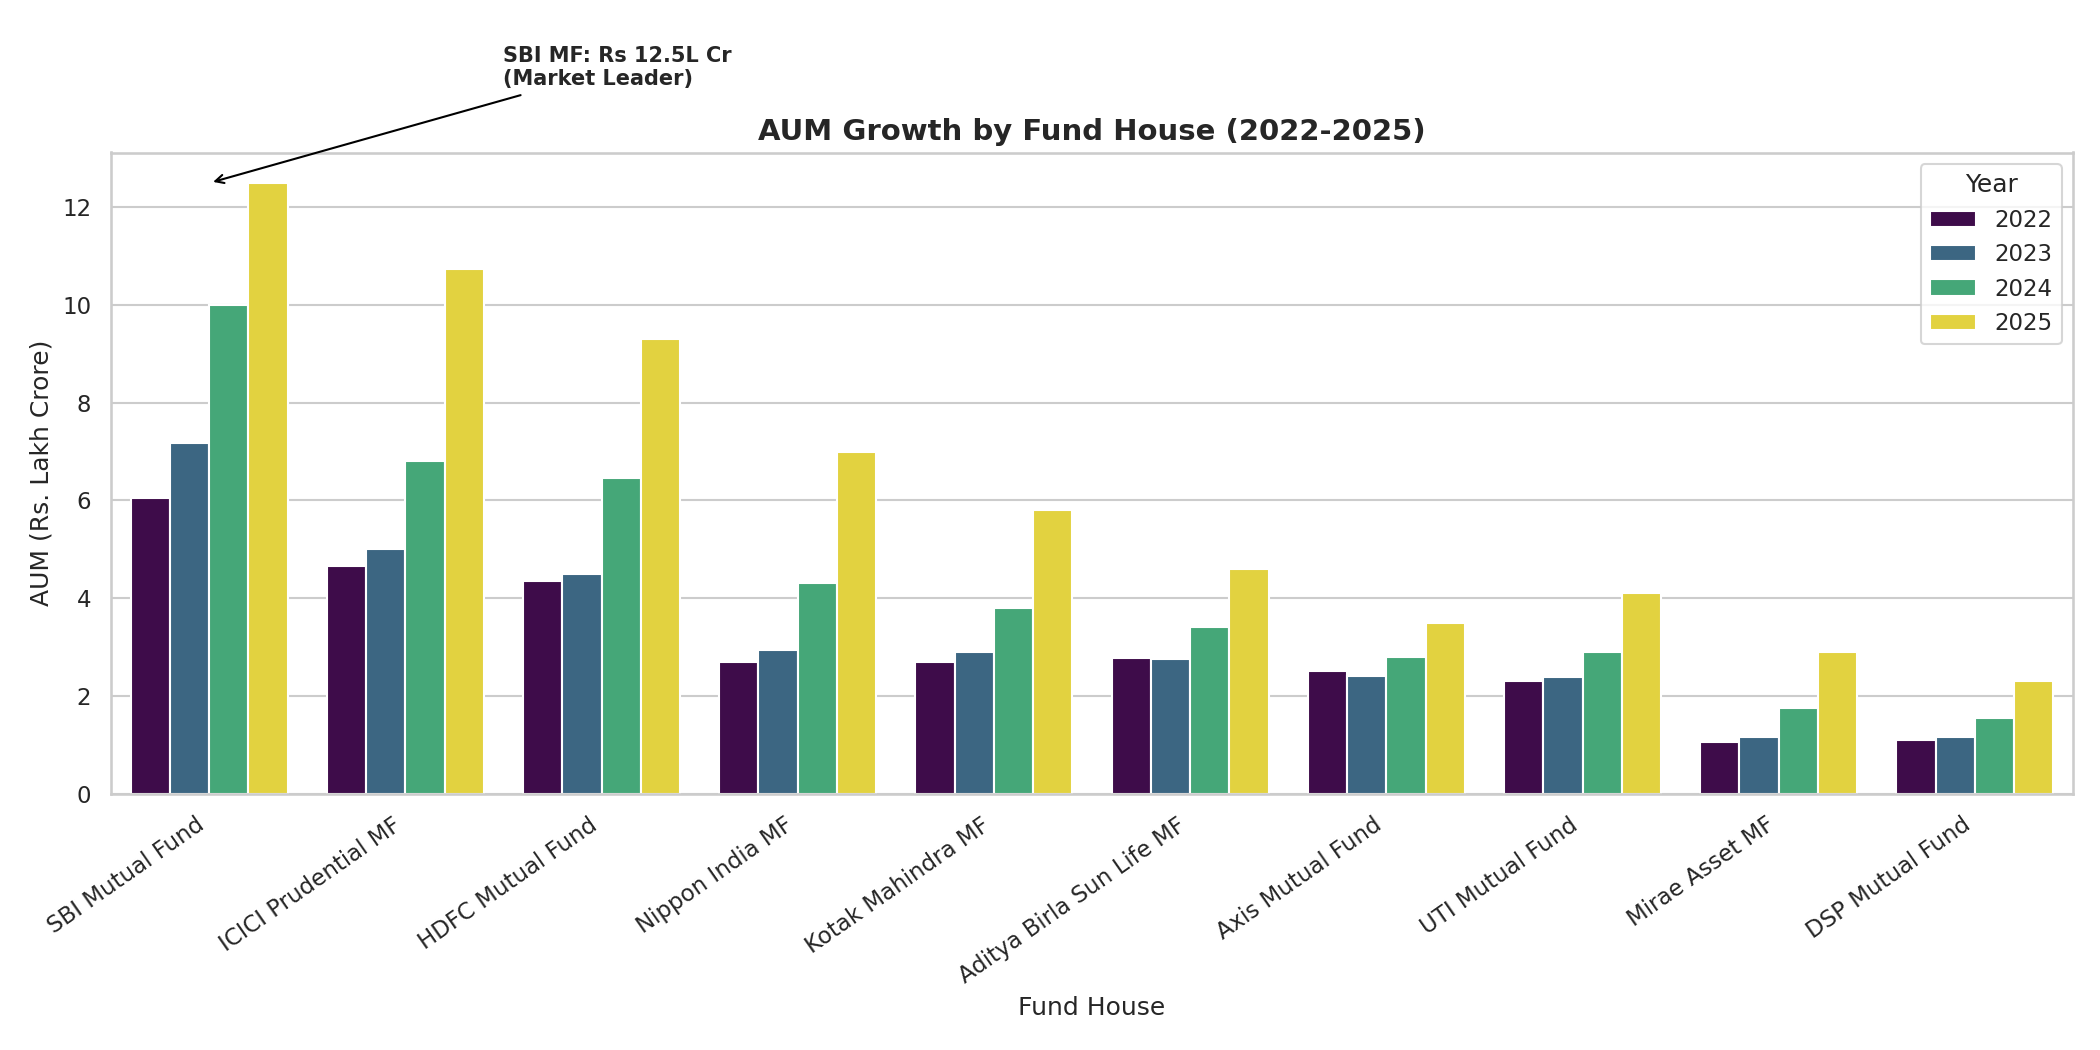 SBI MF: Rs 12.5L Cr
(Market Leader)
AUM Growth by Fund House (2022-2025)
Year
2022
2023
2024
2025
AUM (Rs. Lakh Crore)
12
10
8
6
4
2
0
SBI Mutual Fund
ICICI Prudential MF
HDFC Mutual Fund
Nippon India MF
Kotak Mahindra MF
Aditya Birla Sun Life MF
Axis Mutual Fund
UTI Mutual Fund
Mirae Asset MF
DSP Mutual Fund
Fund House